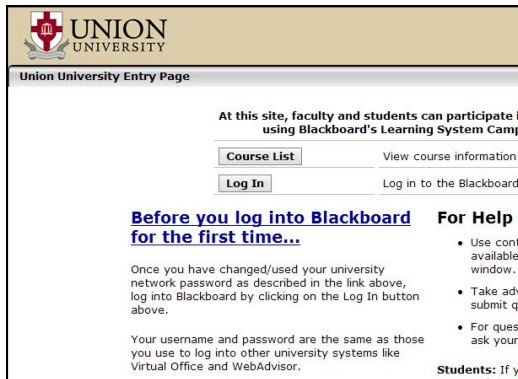 UNION
UNIVERSITY
Union University Entry Page
At this site, faculty and students can participate
using Blackboard's Learning System
Course List
View course information
Log In
Log in to the Blackboard
Before you log into Blackboard
for the first time...
Once you have changed/used your university
network password as described in the link above,
log into Blackboard by clicking on the Log In button
above.
Your username and password are the same as those
you use to log into other university systems like
Virtual Office and WebAdvisor.
For Help
• Use
available
window.
• Take
submit
• For
ask your
Students: If